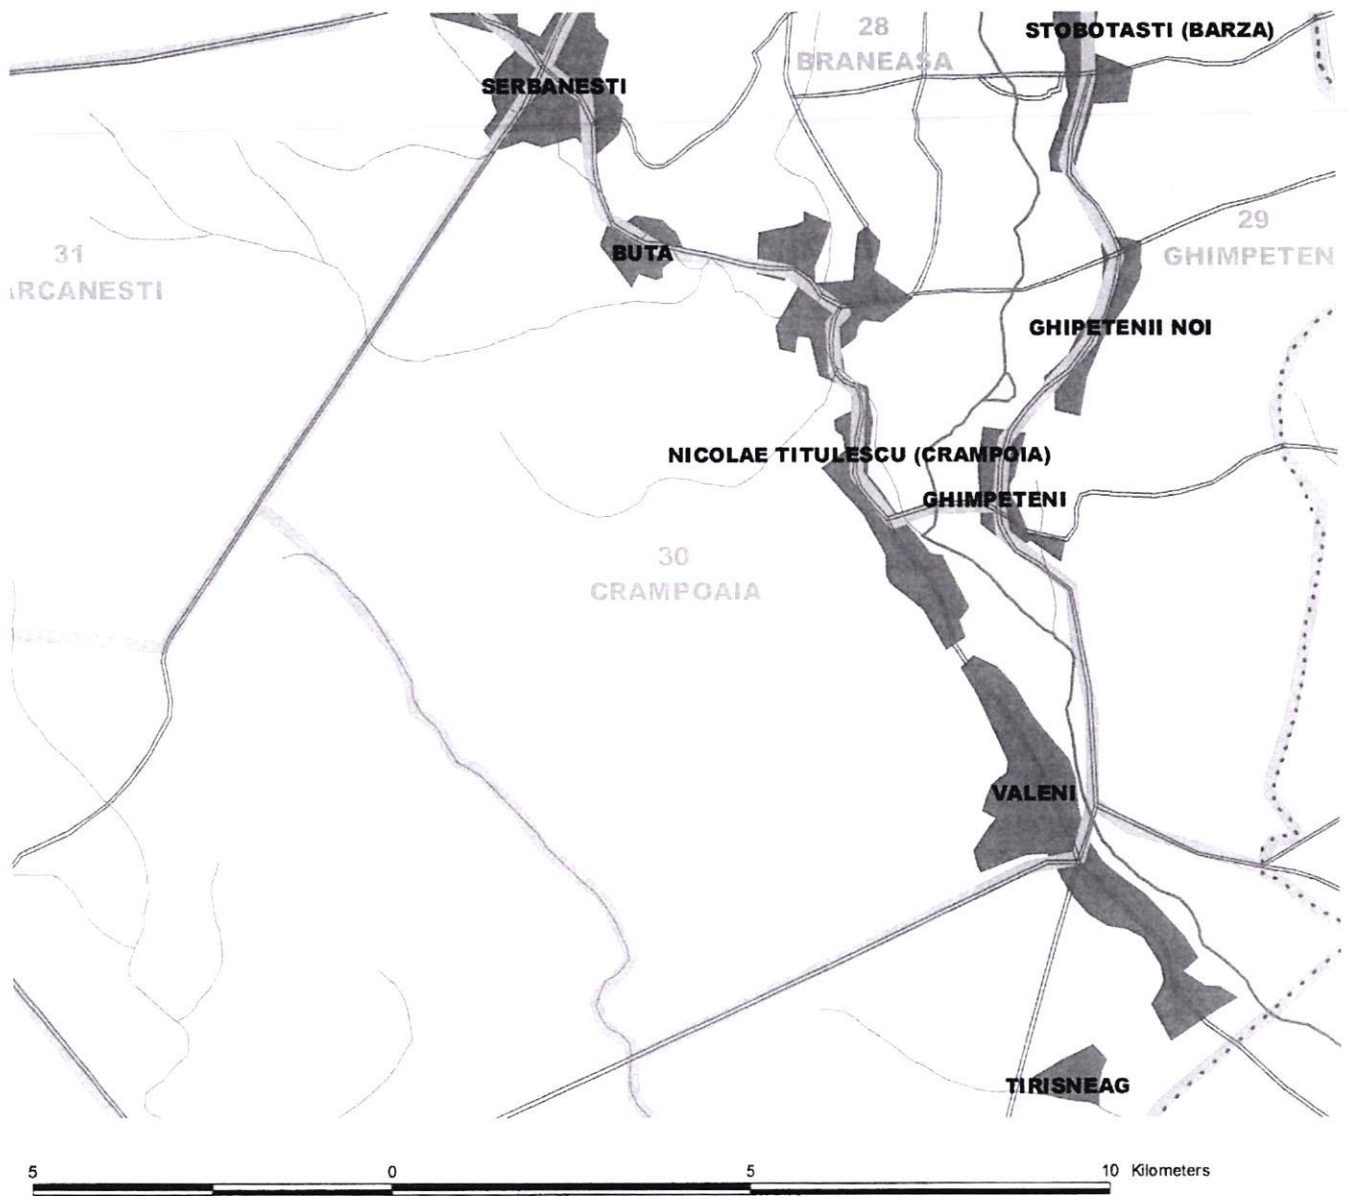 28
STOBOTASTI (BARZA)
BRANEASA
SERBANESTI
29
31
BUTA
GHIMPETEN
ARCANESTI
GHIPETENII NOI
NICOLAE TITULESCU (CRAMPOIA)
GHIMPETENI
30
CRAMPOAIA
VALENI
TIRISNEAG
5 0 5 10 Kilometers